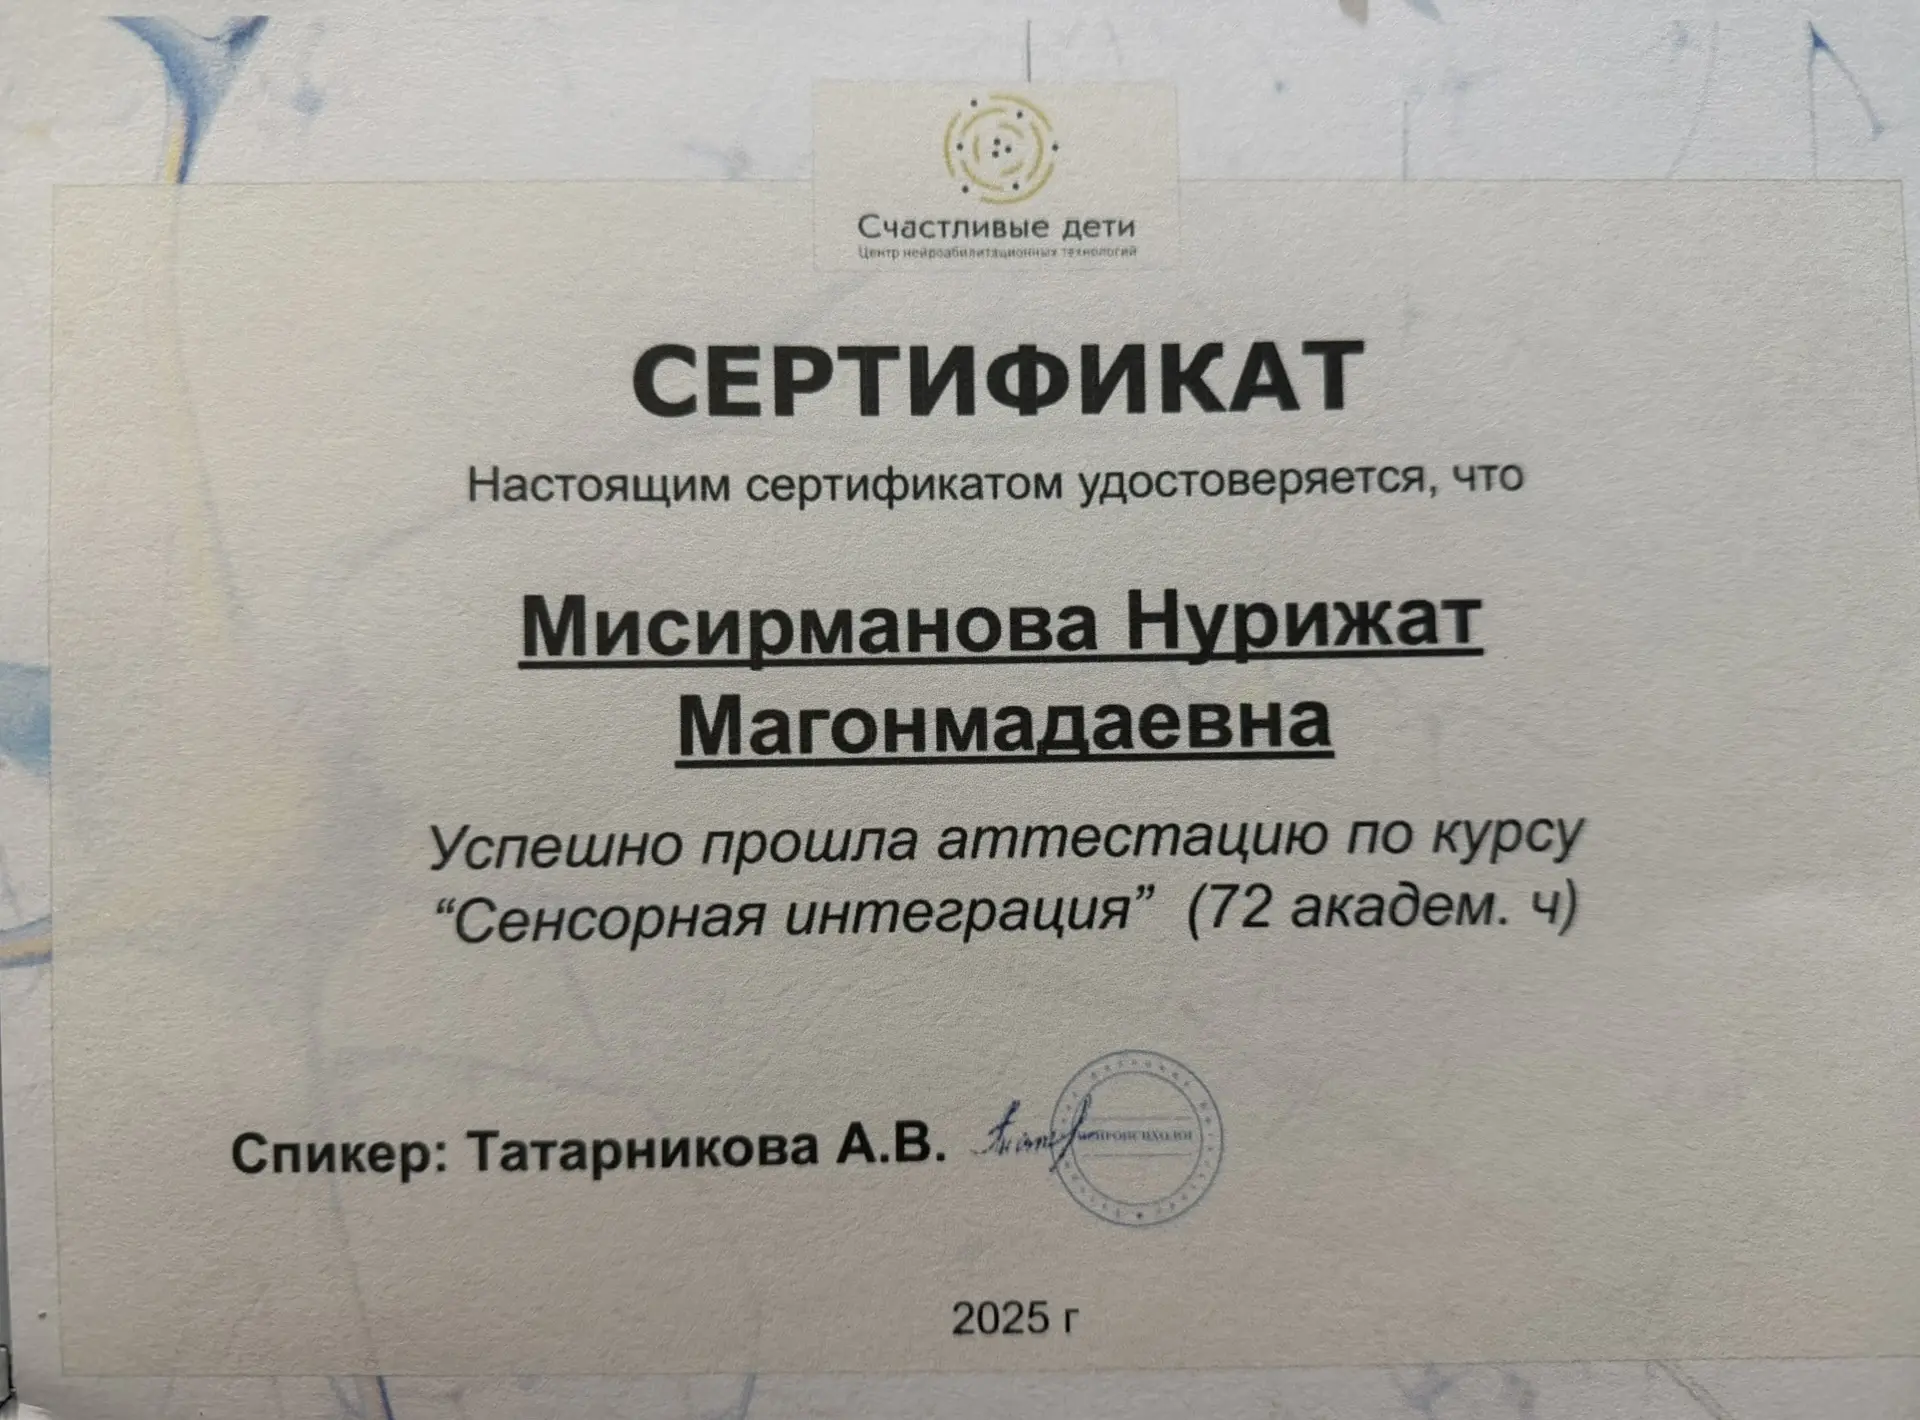 Счастливые дети
Центр нейроабилитационных технологий
СЕРТИФИКАТ
Настоящим сертификатом удостоверяется, что
Мисирманова Нурижат
Магонмадаевна
Успешно прошла аттестацию по курсу
“Сенсорная интеграция” (72 академ. ч)
Спикер: Татарникова А.В.
2025 г